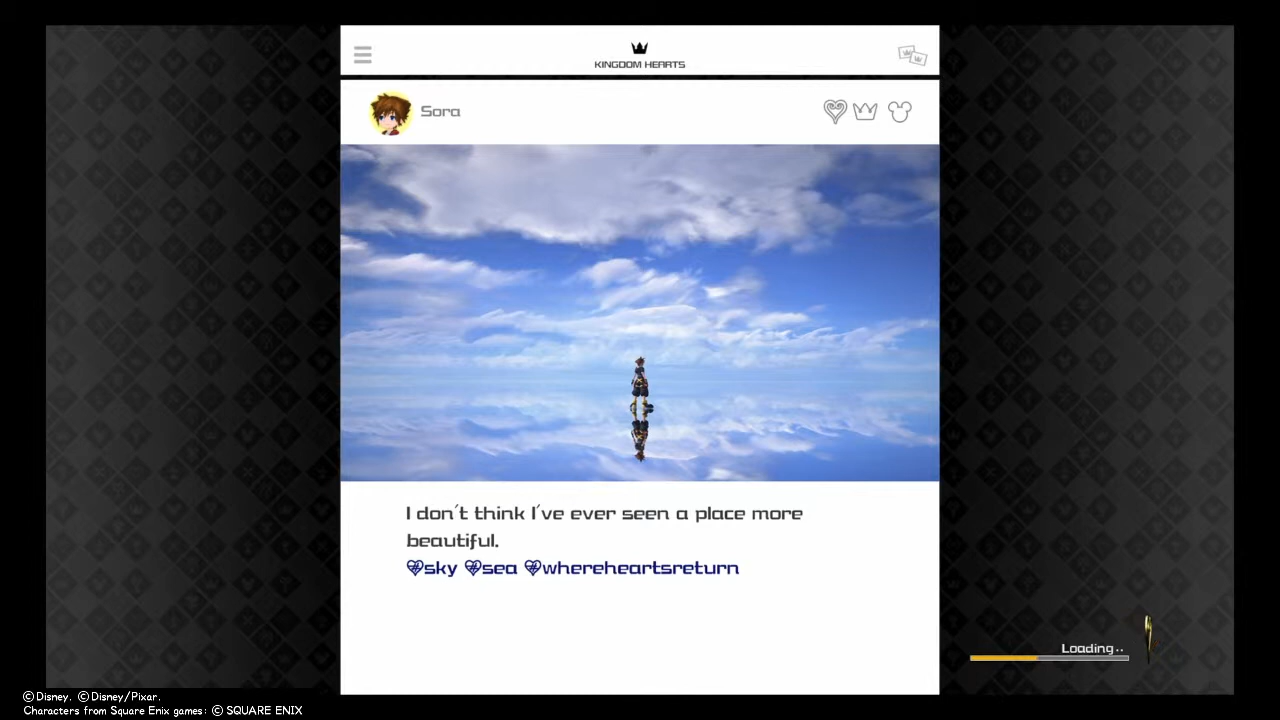 KINGDOM HEARTS
Sora
I don't think I've ever seen a place more
beautiful.
sky sea whereheartsreturn
Loading..
©Disney. ©Disney/Pixar.
Characters from Square Enix games: © SQUARE ENIX